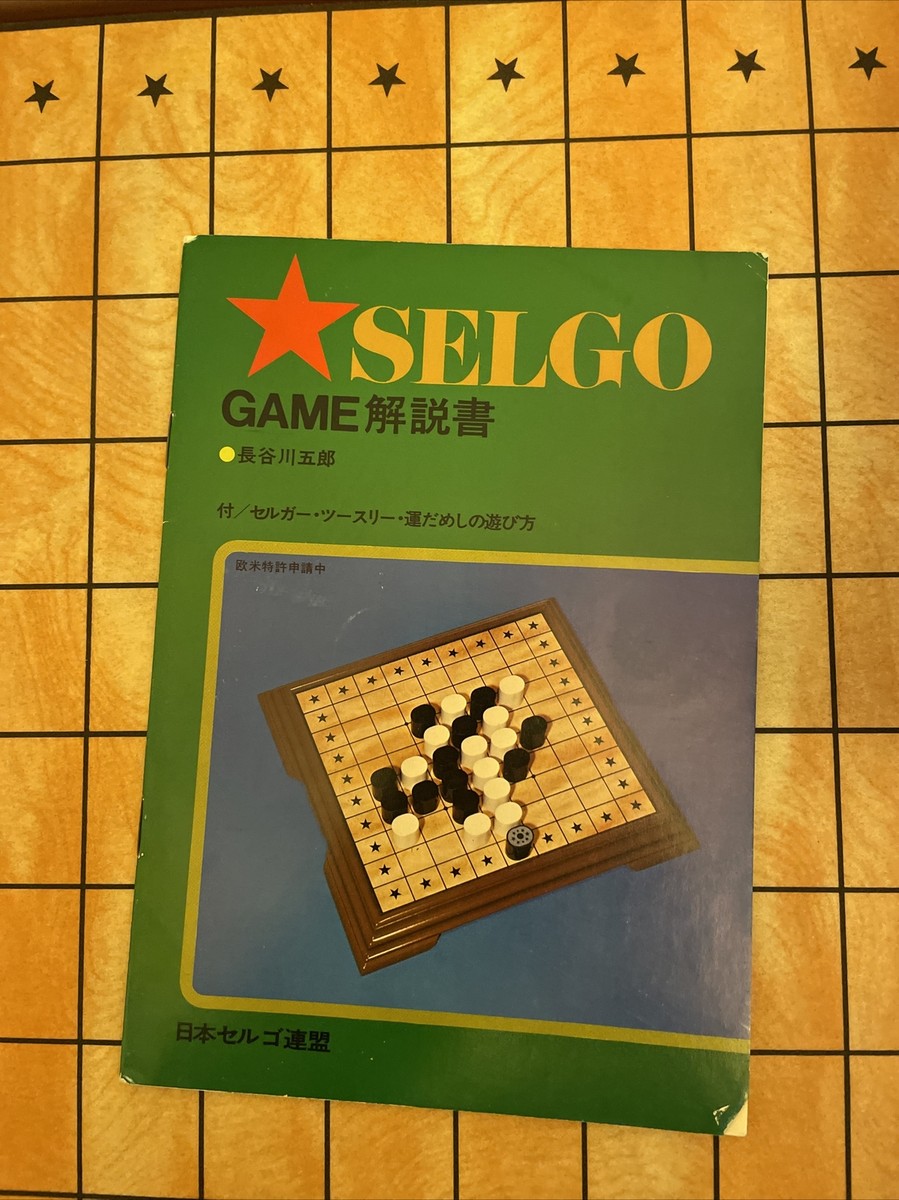 SELGO
GAME解説書
●長谷川五郎
付／セルガー・ツースリー・運だめしの遊び方
欧米特許申請中
日本セルゴ連盟